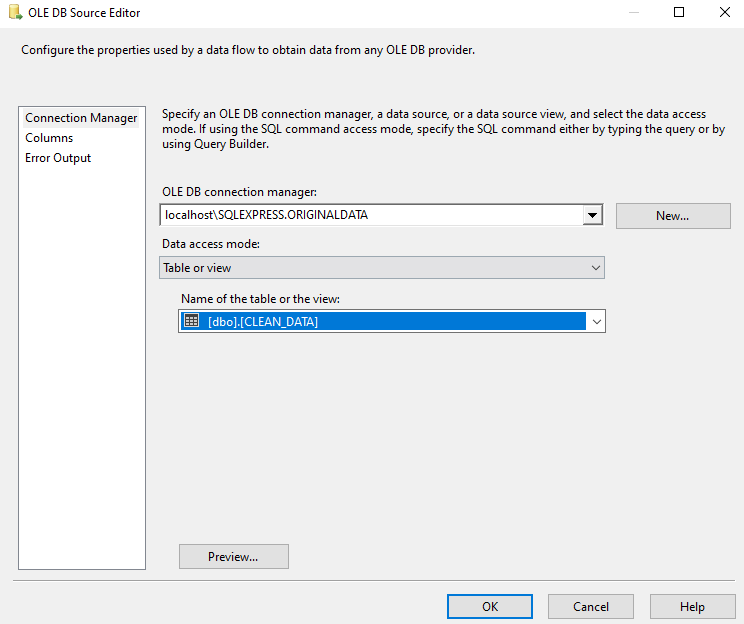 OLE DB Source Editor
Configure the properties used by a data flow to obtain data from any OLE DB provider.
Connection Manager
Columns
Error Output
Specify an OLE DB connection manager, a data source, or a data source view, and select the data access
mode. If using the SQL command access mode, specify the SQL command either by typing the query or by
using Query Builder.
OLE DB connection manager:
localhost\SQLEXPRESS.ORIGINALDATA
New...
Data access mode:
Table or view
Name of the table or the view:
[dbo].[CLEAN_DATA]
Preview...
OK
Cancel
Help